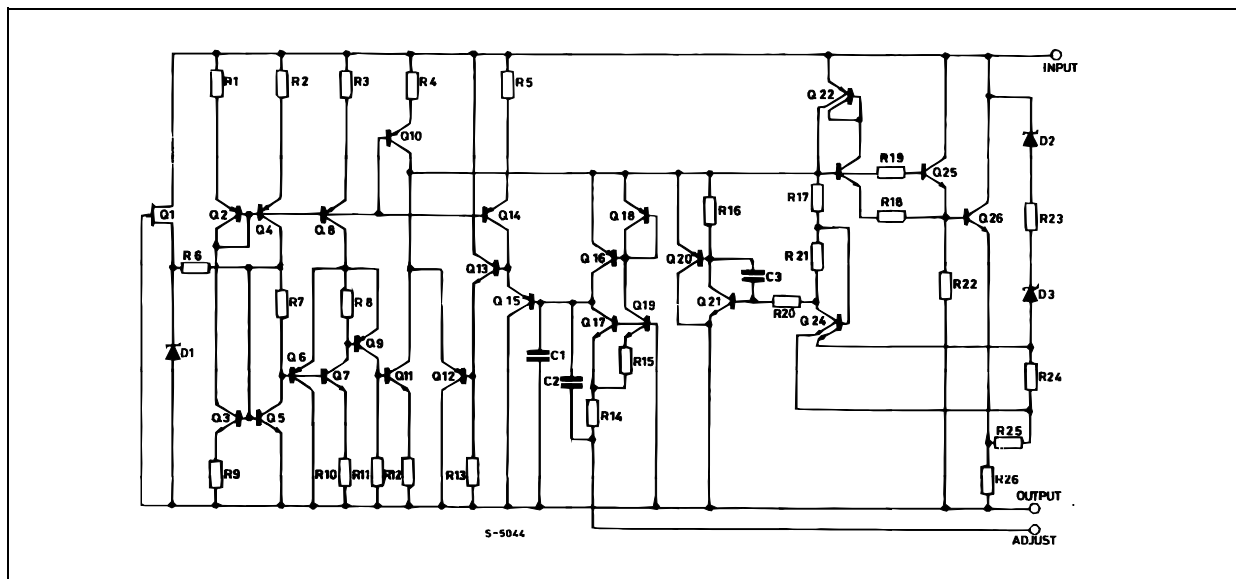 R1
R2
R3
R4
R5
INPUT
Q22
D2
Q10
R19
Q25
R17
R16
R18
Q1
Q2
Q4
Q8
Q14
Q18
Q26
R23
R6
Q13
Q16
Q20
C3
R21
R7
R8
Q15
Q19
Q21
R20
R22
D3
Q17
Q24
D1
Q6
Q9
Q7
Q11
Q12
C1
R15
C2
R24
Q3
Q5
R14
R25
R9
R10
R11
R12
R13
R26
OUTPUT
S-5044
ADJUST